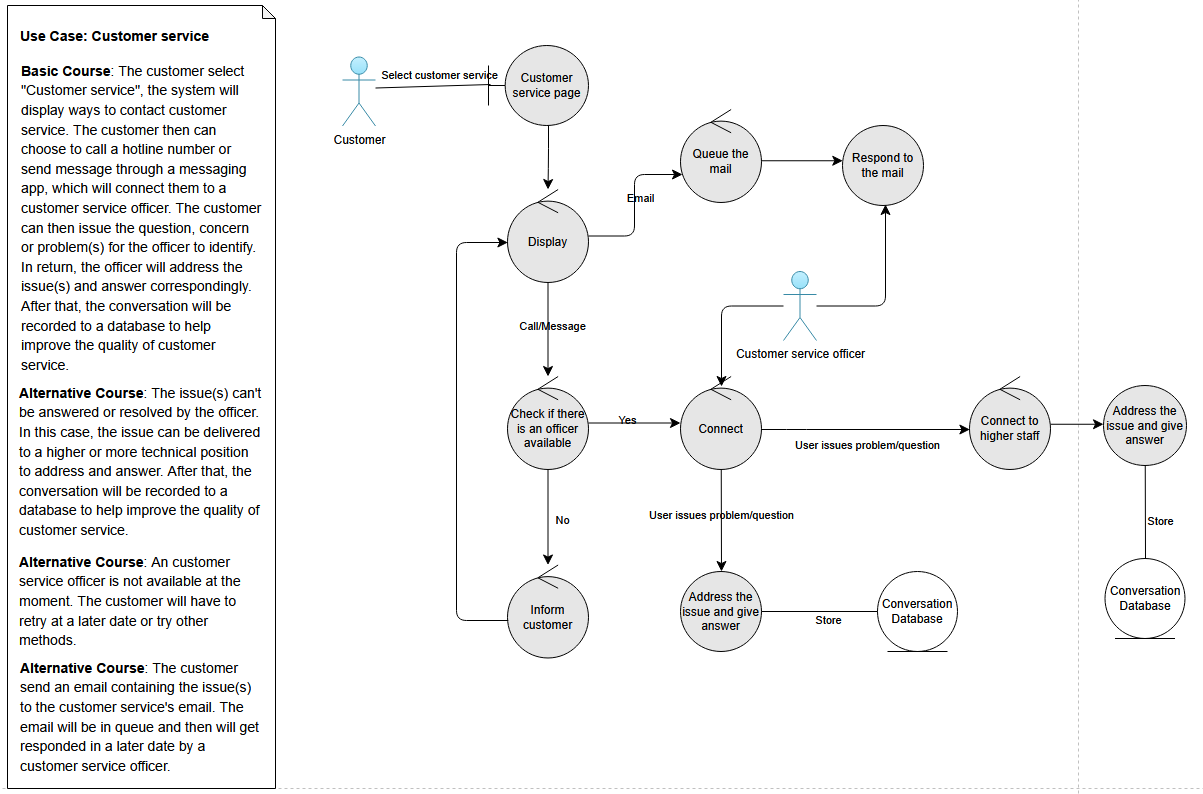 Use Case: Customer service
Basic Course: The customer select
"Customer service", the system will
display ways to contact customer
service. The customer then can
choose to call a hotline number or
send message through a messaging
app, which will connect them to a
customer service officer. The customer
can then issue the question, concern
or problem(s) for the officer to identify.
In return, the officer will address the
issue(s) and answer correspondingly.
After that, the conversation will be
recorded to a database to help
improve the quality of customer
service.
Alternative Course: The issue(s) can't
be answered or resolved by the officer.
In this case, the issue can be delivered
to a higher or more technical position
to address and answer. After that, the
conversation will be recorded to a
database to help improve the quality of
customer service.
Alternative Course: An customer
service officer is not available at the
moment. The customer will have to
retry at a later date or try other
methods.
Alternative Course: The customer
send an email containing the issue(s)
to the customer service's email. The
email will be in queue and then will get
responded in a later date by a
customer service officer.
Select customer service
Customer
Customer
service page
Queue the
mail
Respond to
the mail
Email
Display
Call/Message
Customer service officer
Check if there
is an officer
available
Yes
Connect
User issues problem/question
Connect to
higher staff
Address the
issue and give
answer
No
User issues problem/question
Store
Inform
customer
Address the
issue and give
answer
Store
Conversation
Database
Conversation
Database